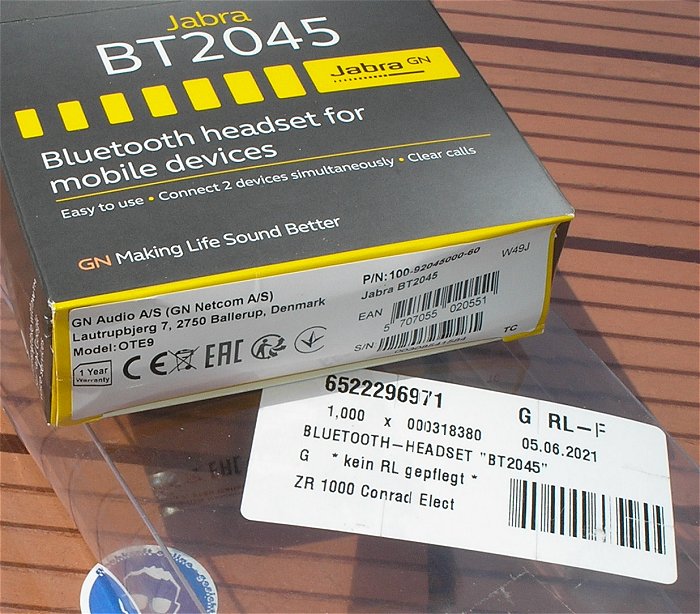 Jabra
BT2045
Jabra GN
Bluetooth headset for
mobile devices
Easy to use • Connect 2 devices simultaneously • Clear calls
GN Making Life Sound Better
GN Audio A/S (GN Netcom A/S)
Lautrupbjerg 7, 2750 Ballerup, Denmark
Model: OTE9
1 Year
Warranty
CE EAC
P/N: 100-92045000-60
W49J
Jabra BT2045
EAN
5 707055 020551
S/N
TC
6522296971
G RL-F
1,000 x 000318380
05.06.2021
BLUETOOTH-HEADSET "BT2045"
G * kein RL gepflegt *
ZR 1000 Conrad Elect